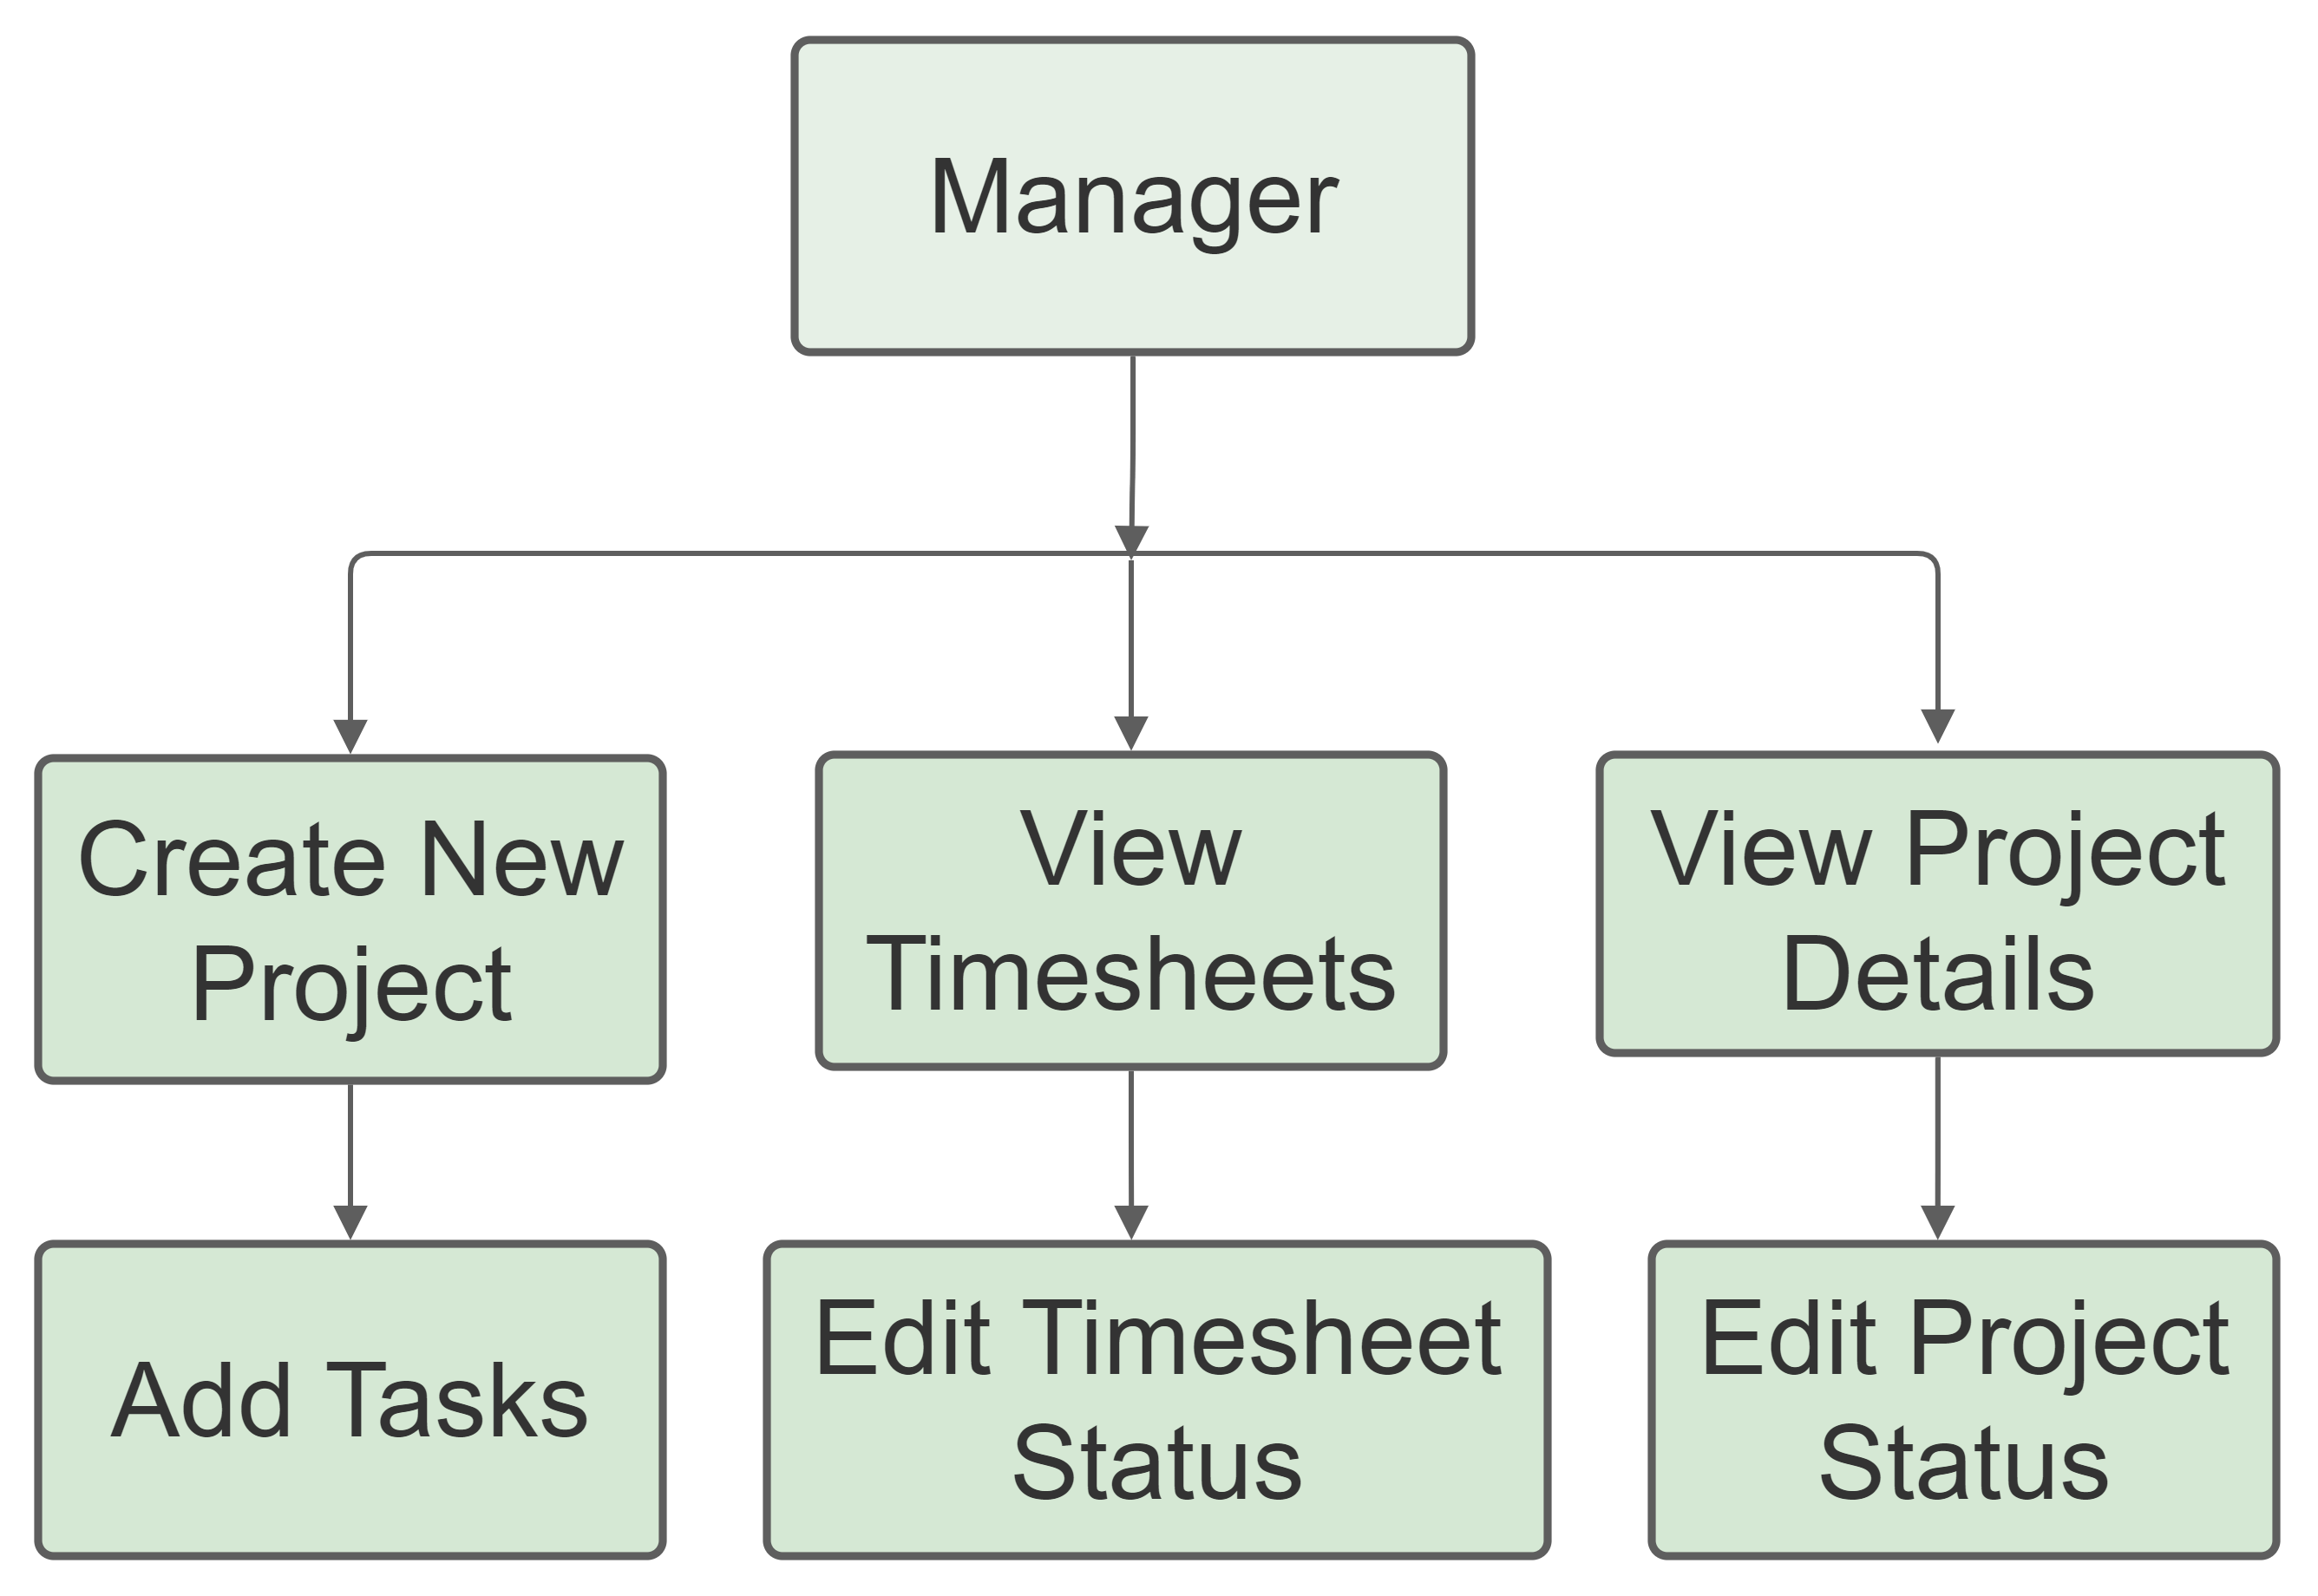 Manager
Create New
Project
View
Timesheets
View Project
Details
Add Tasks
Edit Timesheet
Status
Edit Project
Status